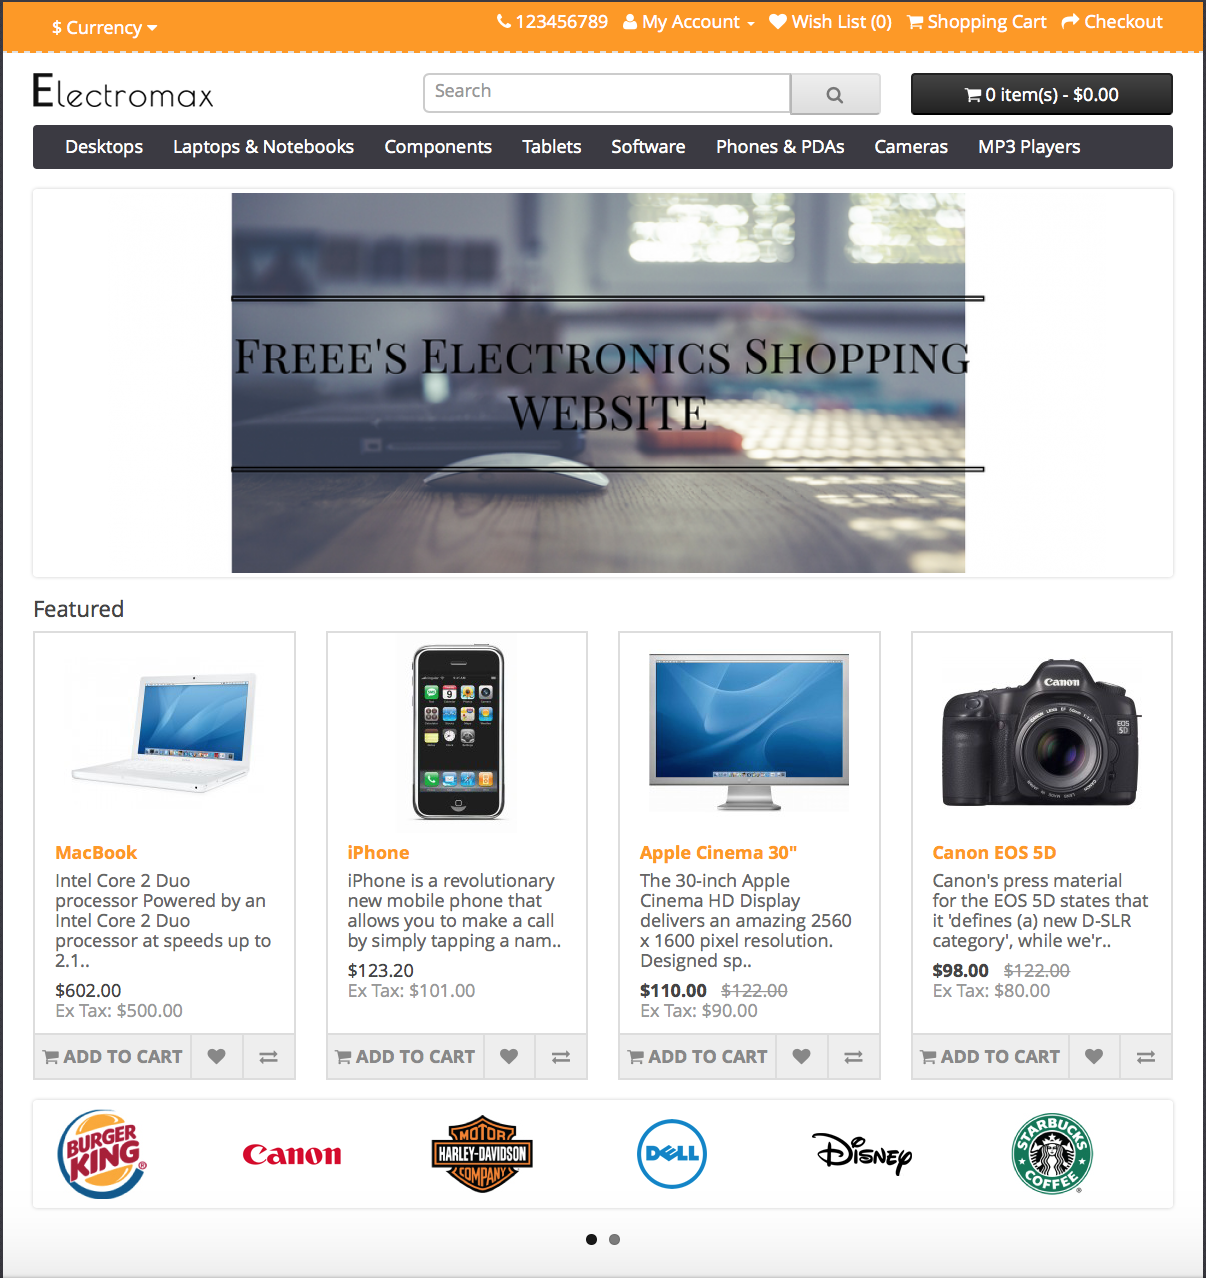 $ Currency
123456789 My Account Wish List (0) Shopping Cart Checkout
Electromax
Search
0 item(s) - $0.00
Desktops Laptops & Notebooks Components Tablets Software Phones & PDAs Cameras MP3 Players
FREEE'S ELECTRONICS SHOPPING
WEBSITE
Featured
Canon
EOS
5D
MacBook
Intel Core 2 Duo
processor Powered by an
Intel Core 2 Duo
processor at speeds up to
2.1..
$602.00
Ex Tax: $500.00
ADD TO CART
iPhone
iPhone is a revolutionary
new mobile phone that
allows you to make a call
by simply tapping a nam..
$123.20
Ex Tax: $101.00
ADD TO CART
Apple Cinema 30"
The 30-inch Apple
Cinema HD Display
delivers an amazing 2560
x 1600 pixel resolution.
Designed sp..
$110.00 $122.00
Ex Tax: $90.00
ADD TO CART
Canon EOS 5D
Canon's press material
for the EOS 5D states that
it 'defines (a) new D-SLR
category', while we'r..
$98.00 $122.00
Ex Tax: $80.00
ADD TO CART
BURGER
KING
Canon
MOTOR
HARLEY-DAVIDSON
COMPANY
DELL
Disney
STARBUCKS
COFFEE